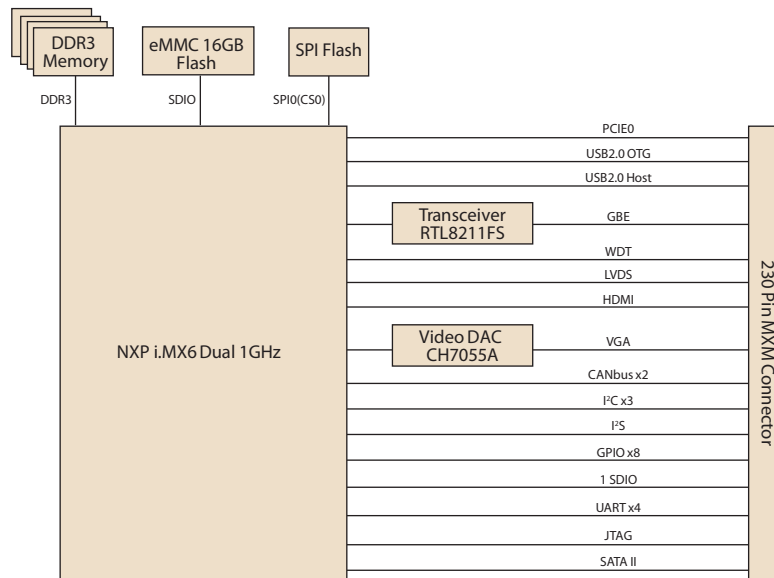 DDR3
Memory
eMMC 16GB
Flash
SPI Flash
DDR3
SDIO
SPI0(CS0)
PCIE0
USB2.0 OTG
USB2.0 Host
Transceiver
RTL8211FS
GBE
WDT
LVDS
HDMI
Video DAC
CH7055A
VGA
NXP i.MX6 Dual 1GHz
CANbus x2
I²C x3
I²S
GPIO x8
1 SDIO
UART x4
JTAG
SATA II
230 Pin MXM Connector